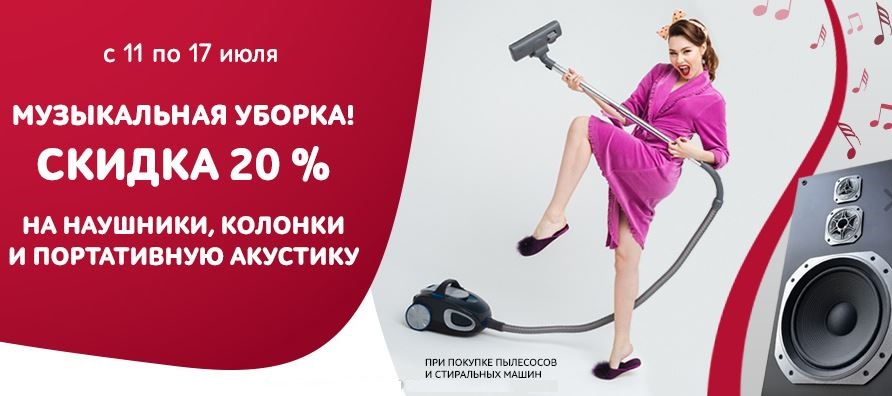 с 11 по 17 июля
МУЗЫКАЛЬНАЯ УБОРКА!
СКИДКА 20 %
НА НАУШНИКИ, КОЛОНКИ
И ПОРТАТИВНУЮ АКУСТИКУ
ПРИ ПОКУПКЕ ПЫЛЕСОСОВ
И СТИРАЛЬНЫХ МАШИН